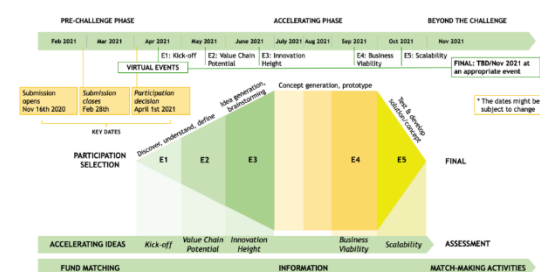 PRE-CHALLENGE PHASE
ACCELERATING PHASE
BEYOND THE CHALLENGE
Feb 2021
Mar 2021
Apr 2021
May 2021
June 2021
July 2021
Aug 2021
Sep 2021
Oct 2021
Nov 2021
E1: Kick-off
E2: Value Chain
Potential
E3: Innovation
Height
E4: Business
Viability
E5: Scalability
VIRTUAL EVENTS
FINAL: TBD/Nov 2021 at
an appropriate event
Submission
opens
Nov 16th 2020
Submission
closes
Feb 28th
Participation
decision
April 1st 2021
KEY DATES
* The dates might be
subject to change
Discover, understand, define
Idea generation,
brainstorming
Concept generation, prototype
Test & develop
solution/concept
PARTICIPATION
SELECTION
E1
E2
E3
E4
E5
FINAL
ACCELERATING IDEAS
Kick-off
Value Chain
Potential
Innovation
Height
Business
Viability
Scalability
ASSESSMENT
FUND MATCHING
INFORMATION
MATCH-MAKING ACTIVITIES